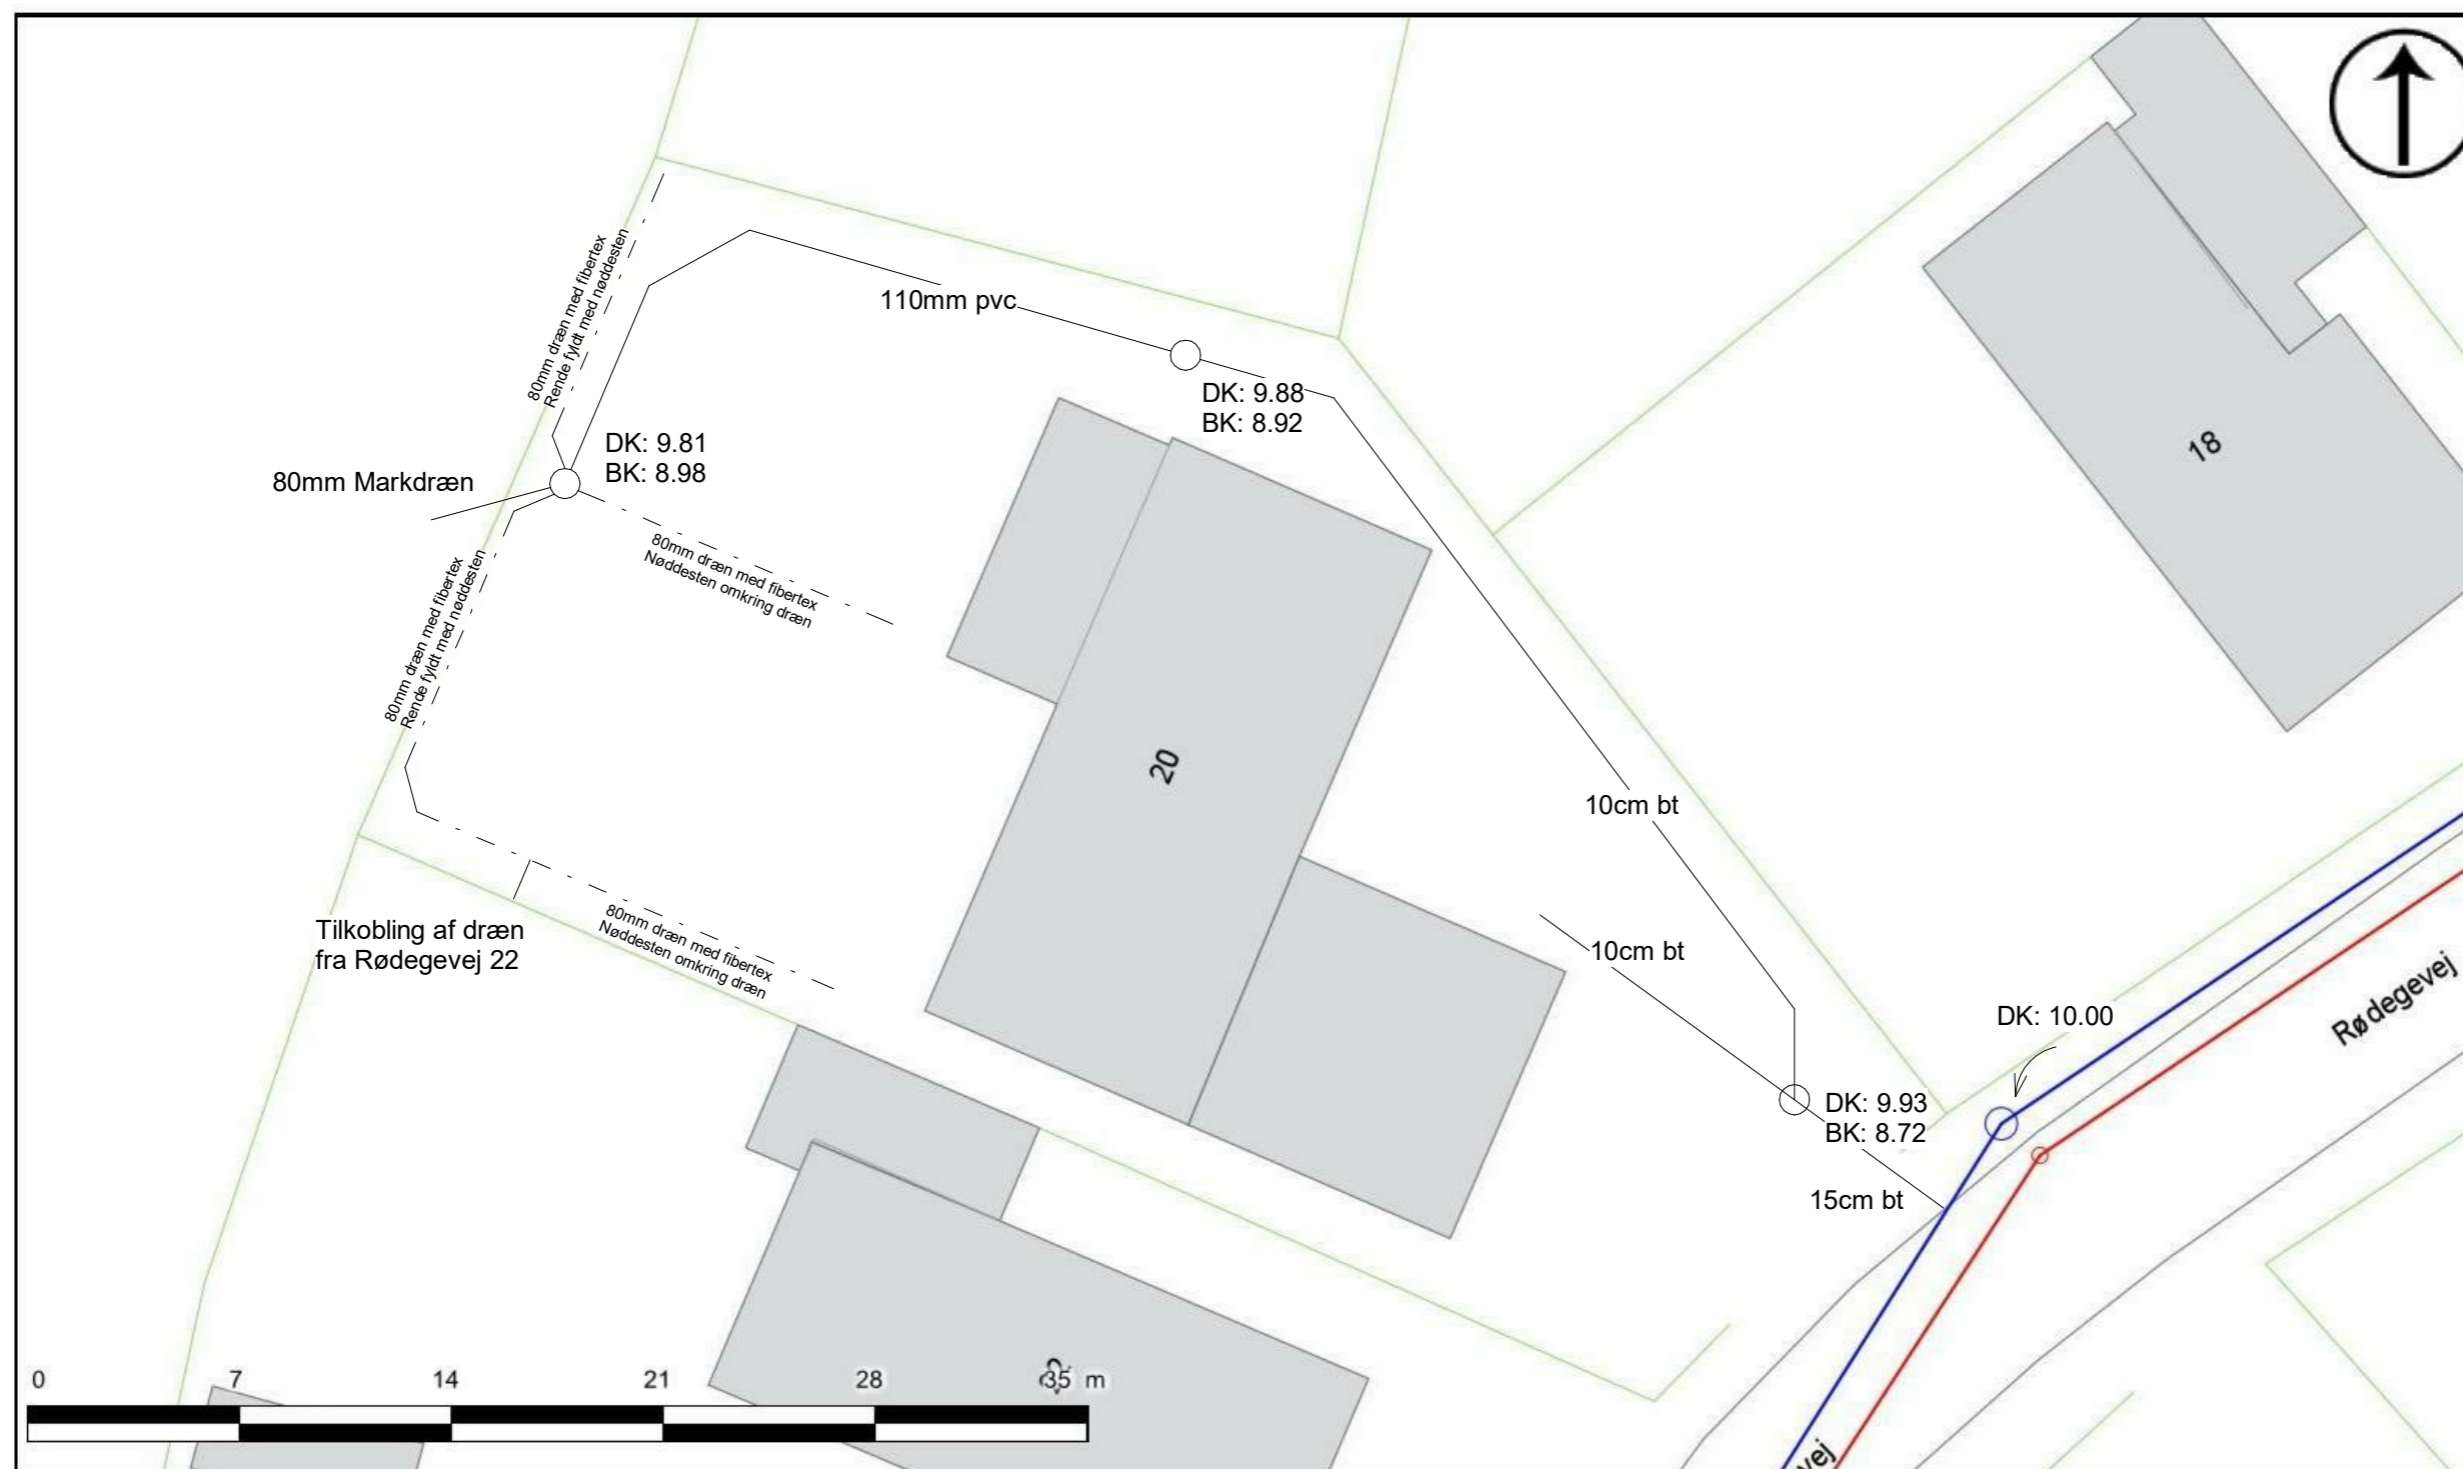 18
80mm dræn med fibertex
Rende fyldt med nøddesten
110mm pvc
DK: 9.88
BK: 8.92
DK: 9.81
BK: 8.98
80mm Markdræn
80mm dræn med fibertex
Nøddesten omkring dræn
80mm dræn med fibertex
Rende fyldt med nøddesten
20
10cm bt
Tilkobling af dræn
fra Rødegevej 22
80mm dræn med fibertex
Nøddesten omkring dræn
10cm bt
Rødegevej
DK: 10.00
DK: 9.93
BK: 8.72
15cm bt
0 7 14 21 28 35 m
vej